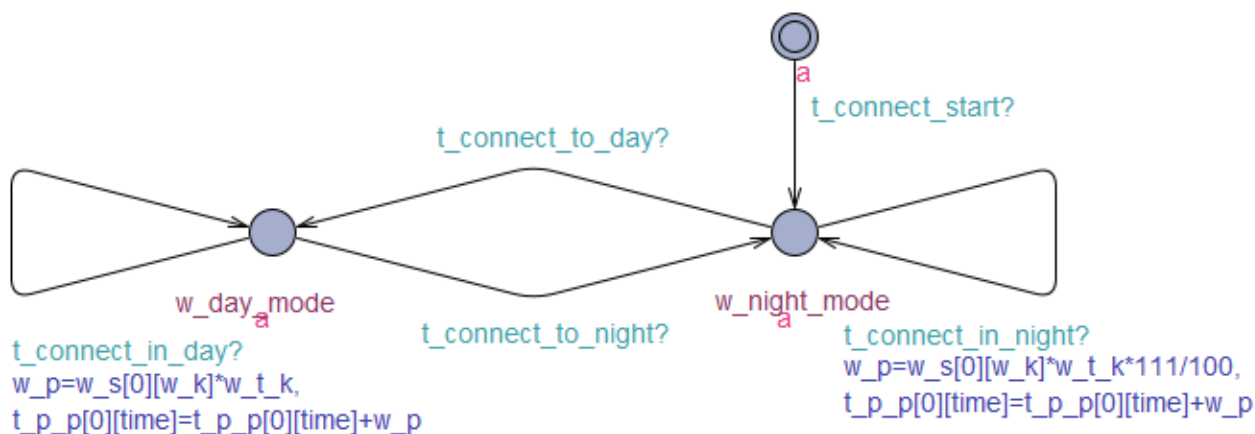 a
t_connect_start?
t_connect_to_day?
w_day_mode
a
w_night_mode
a
t_connect_to_night?
t_connect_in_day?
w_p=w_s[0][w_k]*w_t_k,
t_p_p[0][time]=t_p_p[0][time]+w_p
t_connect_in_night?
w_p=w_s[0][w_k]*w_t_k*111/100,
t_p_p[0][time]=t_p_p[0][time]+w_p